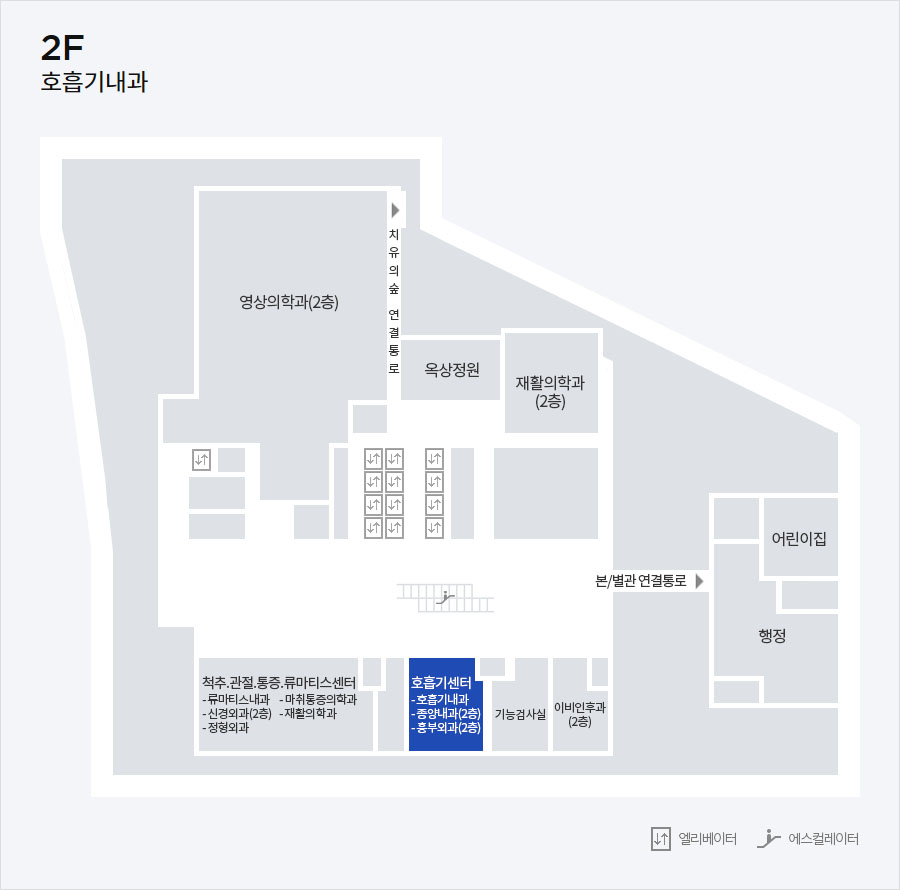 2F
호흡기내과
치유의숲 연결통로
영상의학과(2층)
옥상정원
재활의학과
(2층)
어린이집
본/별관 연결통로
행정
척추.관절.통증.류마티스센터
- 류마티스내과 - 마취통증의학과
- 신경외과(2층) - 재활의학과
- 정형외과
호흡기센터
- 호흡기내과
- 종양내과(2층)
- 흉부외과(2층)
기능검사실
이비인후과
(2층)
엘리베이터 에스컬레이터